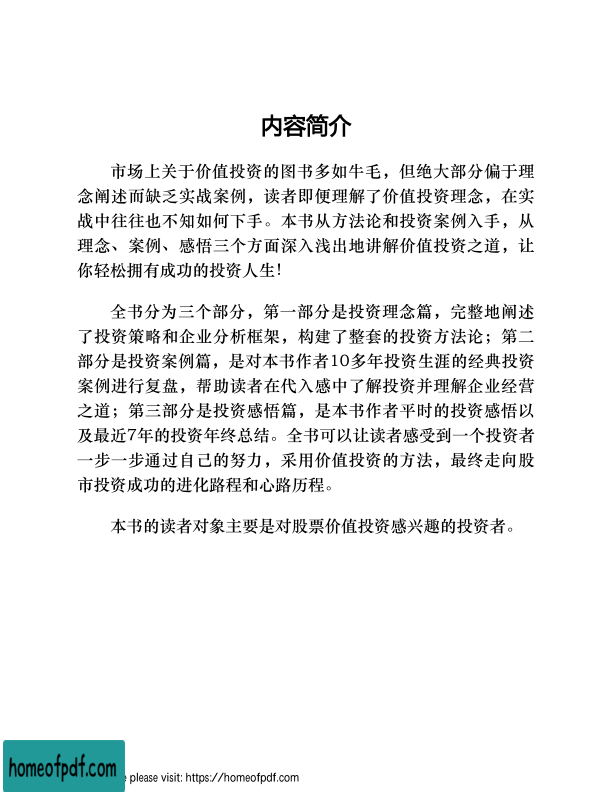 内容简介
市场上关于价值投资的图书多如牛毛，但绝大部分偏于理
念阐述而缺乏实战案例，读者即便理解了价值投资理念，在实
战中往往也不知如何下手。本书从方法论和投资案例入手，从
理念、案例、感悟三个方面深入浅出地讲解价值投资之道，让
你轻松拥有成功的投资人生！
全书分为三个部分，第一部分是投资理念篇，完整地阐述
了投资策略和企业分析框架，构建了整套的投资方法论；第二
部分是投资案例篇，是对本书作者10多年投资生涯的经典投资
案例进行复盘，帮助读者在代入感中了解投资并理解企业经营
之道；第三部分是投资感悟篇，是本书作者平时的投资感悟以
及最近7年的投资年终总结。全书可以让读者感受到一个投资者
一步一步通过自己的努力，采用价值投资的方法，最终走向股
市投资成功的进化路程和心路历程。
本书的读者对象主要是对股票价值投资感兴趣的投资者。
homeofpdf.com
e please visit: https://homeofpdf.com